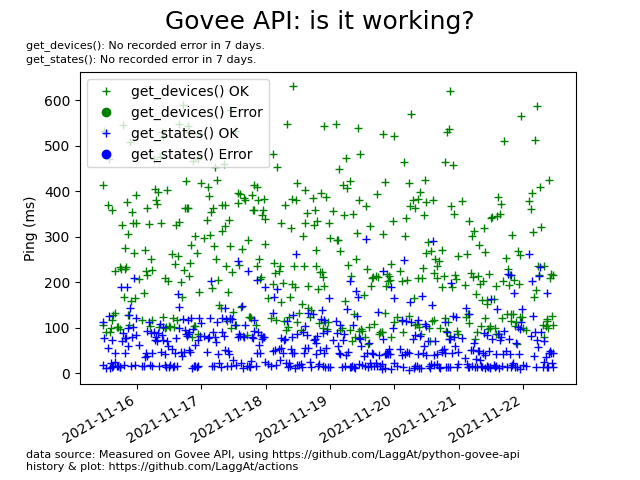 Govee API: is it working?
get_devices(): No recorded error in 7 days.
get_states(): No recorded error in 7 days.
get_devices() OK
get_devices() Error
get_states() OK
get_states() Error
Ping (ms)
600
500
400
300
200
100
0
2021-11-16
2021-11-17
2021-11-18
2021-11-19
2021-11-20
2021-11-21
2021-11-22
data source: Measured on Govee API, using https://github.com/LaggAt/python-govee-api
history & plot: https://github.com/LaggAt/actions